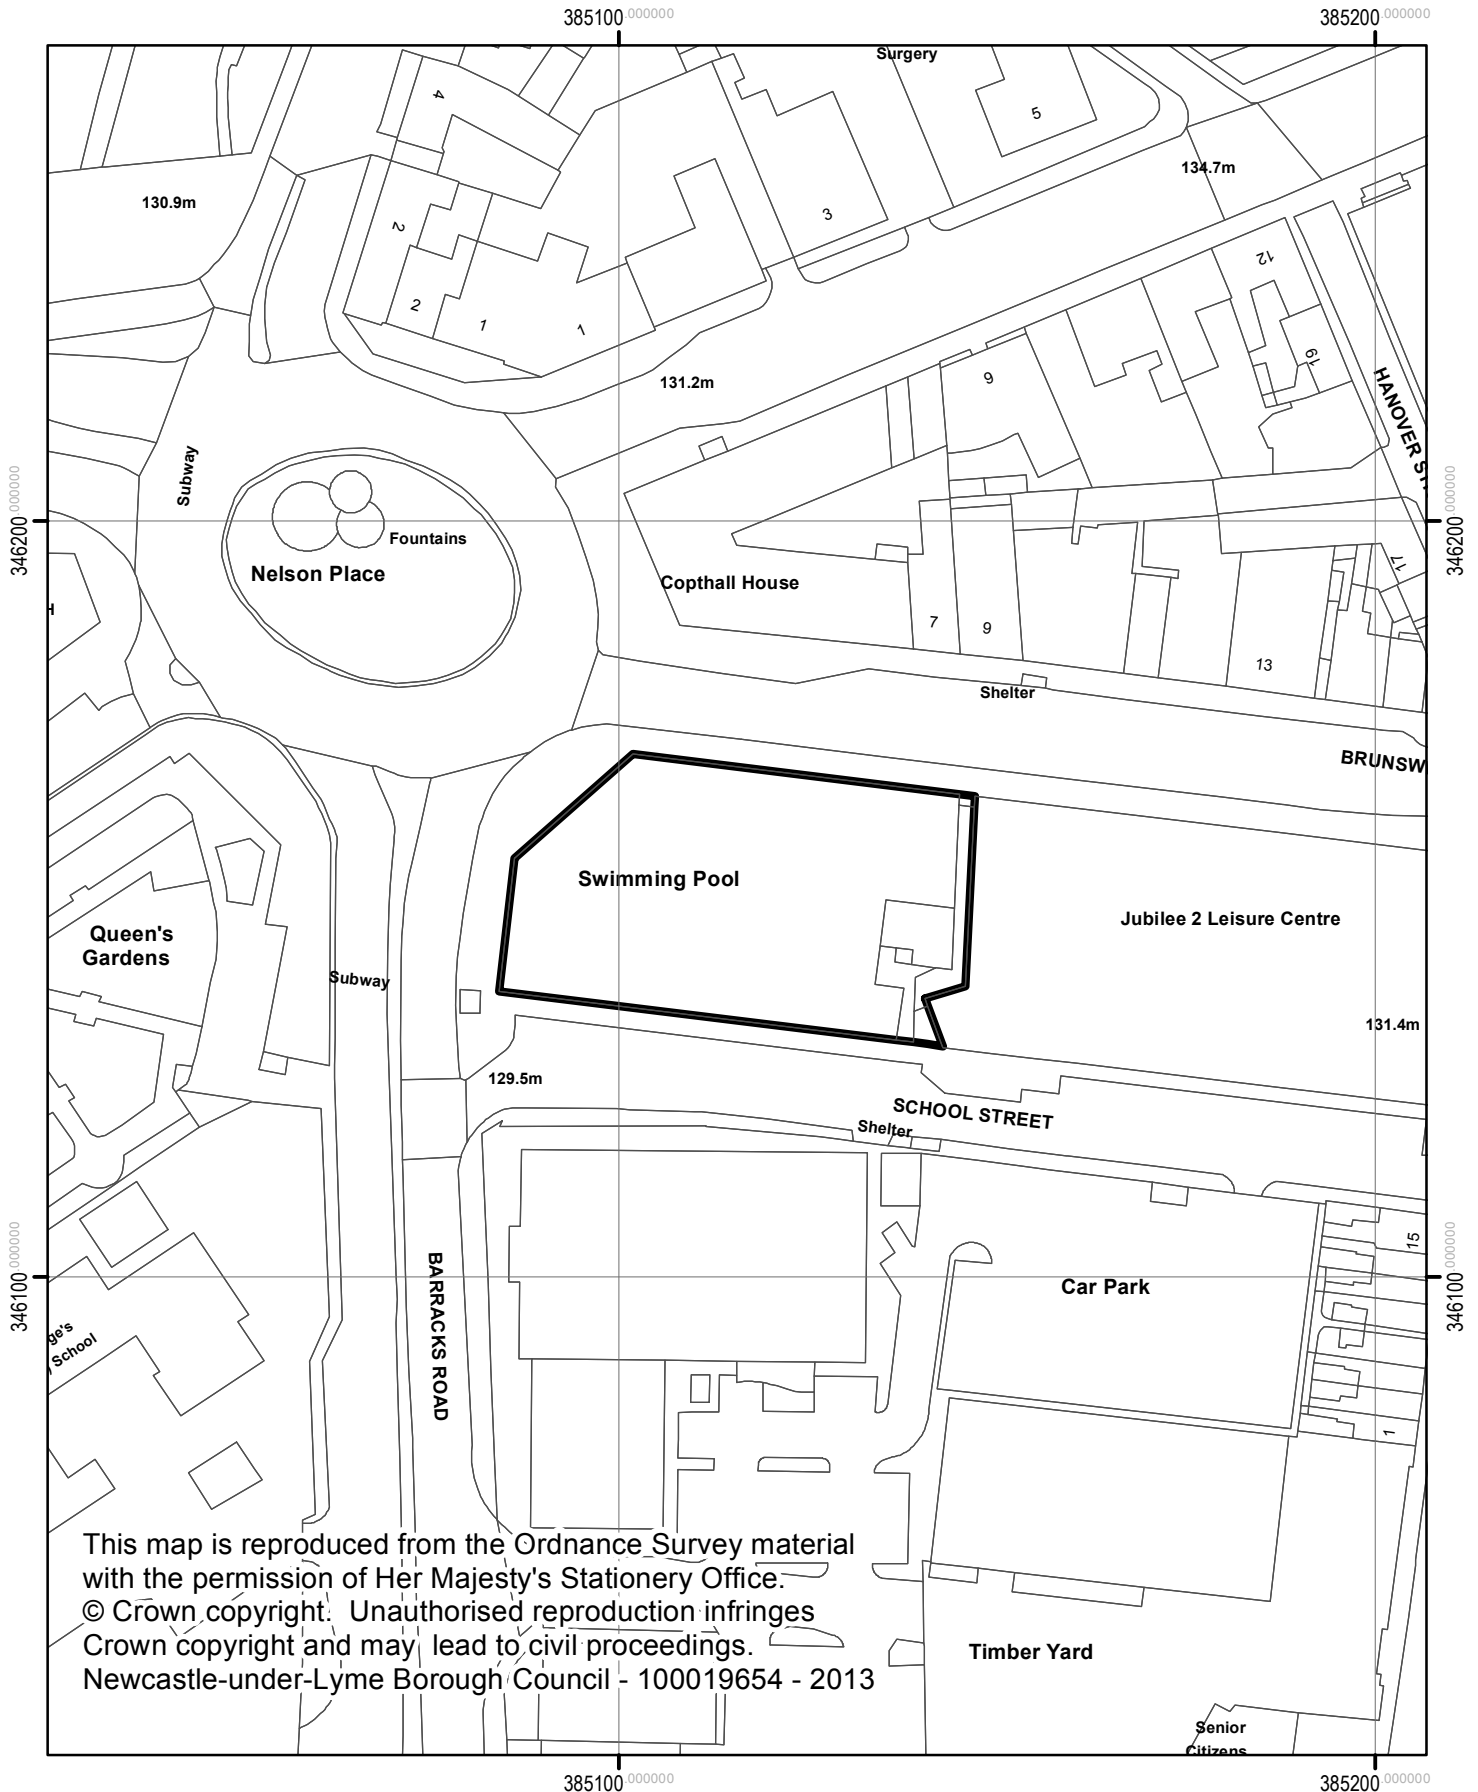 385100.000000
385200.000000
Surgery
4
5
134.7m
130.9m
3
2
12
2
1
1
19
131.2m
6
HANOVER ST
Subway
346200.000000
346200.000000
Fountains
Nelson Place
17
Copthall House
H
7
9
13
Shelter
BRUNSW
Swimming Pool
Jubilee 2 Leisure Centre
Queen's
Gardens
Subway
131.4m
129.5m
SCHOOL STREET
Shelter
15
346100.000000
346100.000000
Car Park
BARRACKS ROAD
ge's
School
1
This map is reproduced from the Ordnance Survey material
with the permission of Her Majesty's Stationery Office.
© Crown copyright. Unauthorised reproduction infringes
Crown copyright and may lead to civil proceedings.
Newcastle-under-Lyme Borough Council - 100019654 - 2013
Timber Yard
Senior
Citizens
385100.000000
385200.000000